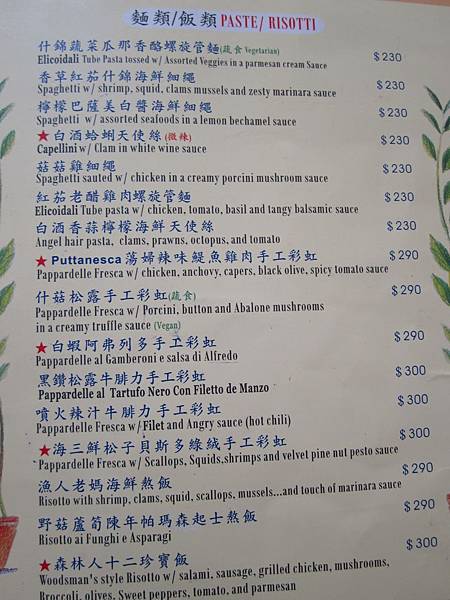 麵類/飯類 PASTE/ RISOTTI
什錦蔬菜瓜那香酪螺旋管麵(蔬食 Vegetarian)
Elicoidali Tube Pasta tossed w/ Assorted Veggies in a parmesan cream Sauce $230
香草紅茄什錦海鮮細繩
Spaghetti w/ shrimp, squid, clams mussels and zesty marinara sauce $230
檸檬巴薩美白醬海鮮細繩
Spaghetti w/ assorted seafoods in a lemon bechamel sauce $230
★白酒蛤蜊天使絲(微辣)
Capellini w/ Clam in white wine sauce $230
菇菇雞細繩
Spaghetti sauted w/ chicken in a creamy porcini mushroom sauce $230
紅茄老醋雞肉螺旋管麵
Elicoidali Tube pasta w/ chicken, tomato, basil and tangy balsamic sauce $230
白酒香蒜檸檬海鮮天使絲
Angel hair pasta, clams, prawns, octopus, and tomato $230
★Puttanesca 蕩婦辣味鯷魚雞肉手工彩虹 $290
Pappardelle Fresca w/ chicken, anchovy, capers, black olive, spicy tomato sauce
什菇松露手工彩虹(蔬食) $290
Pappardelle Fresca w/ Porcini, button and Abalone mushrooms
in a creamy truffle sauce (Vegan)
★白蝦阿弗列多手工彩虹 $290
Pappardelle al Gamberoni e salsa di Alfredo
黑鑽松露牛腓力手工彩虹 $300
Pappardelle al Tartufo Nero Con Filetto de Manzo
噴火辣汁牛腓力手工彩虹 $300
Pappardelle Fresca w/ Filet and Angry sauce (hot chili)
★海三鮮松子貝斯多綠絨手工彩虹 $300
Pappardelle Fresca w/ Scallops, Squids,shrimps and velvet pine nut pesto sauce
漁人老媽海鮮熬飯 $290
Risotto with shrimp, clams, squid, scallops, mussels...and touch of marinara sauce
野菇蘆筍陳年帕瑪森起士熬飯 $290
Risotto ai Funghi e Asparagi
★森林人十二珍寶飯 $300
Woodsman's style Risotto w/ salami, sausage, grilled chicken, mushrooms,
Broccoli, olives, Sweet peppers, tomato, and parmesan